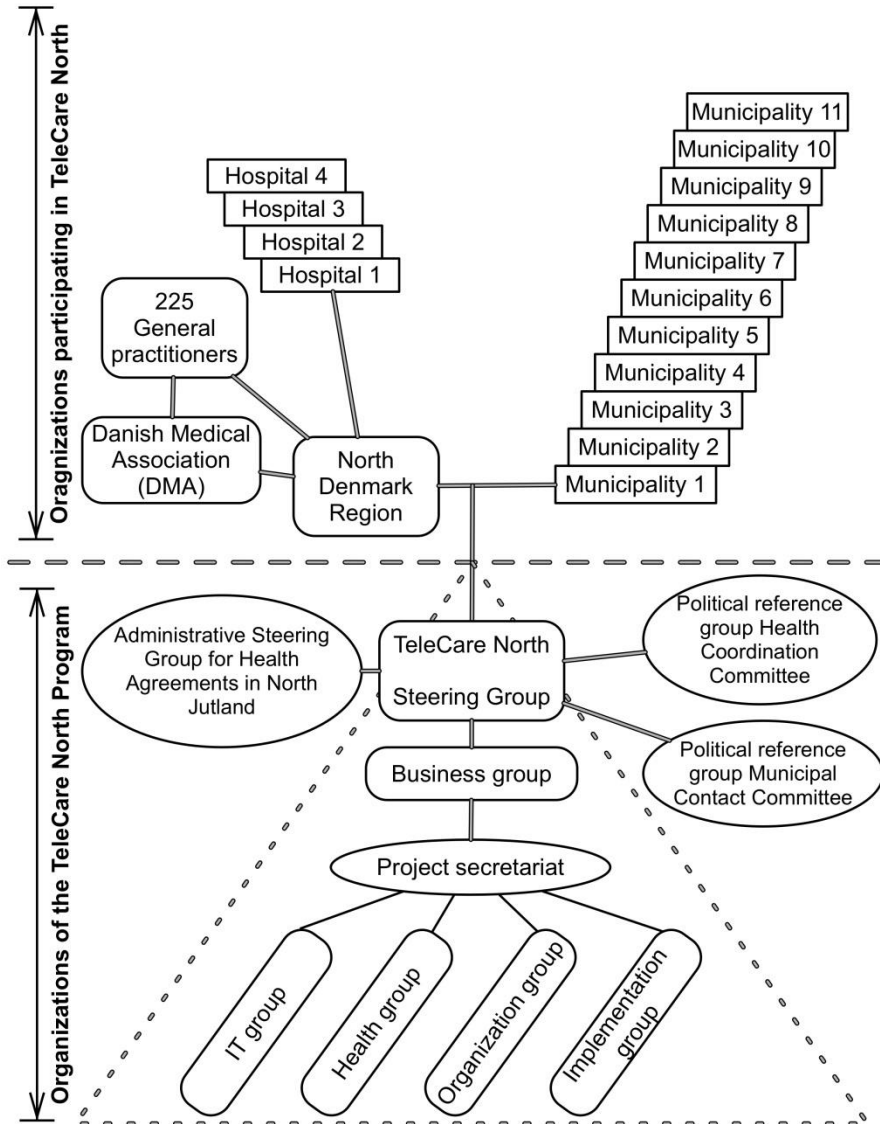 Oragnizations participating in TeleCare North
Municipality 11
Municipality 10
Municipality 9
Municipality 8
Municipality 7
Municipality 6
Municipality 5
Municipality 4
Municipality 3
Municipality 2
Municipality 1
Hospital 4
Hospital 3
Hospital 2
Hospital 1
225
General
practitioners
Danish Medical
Association
(DMA)
North
Denmark
Region
Organizations of the TeleCare North Program
Administrative Steering
Group for Health
Agreements in North
Jutland
TeleCare North
Steering Group
Political reference
group Health
Coordination
Committee
Political reference
group Municipal
Contact Committee
Business group
Project secretariat
IT group
Health group
Organization group
Implementation
group